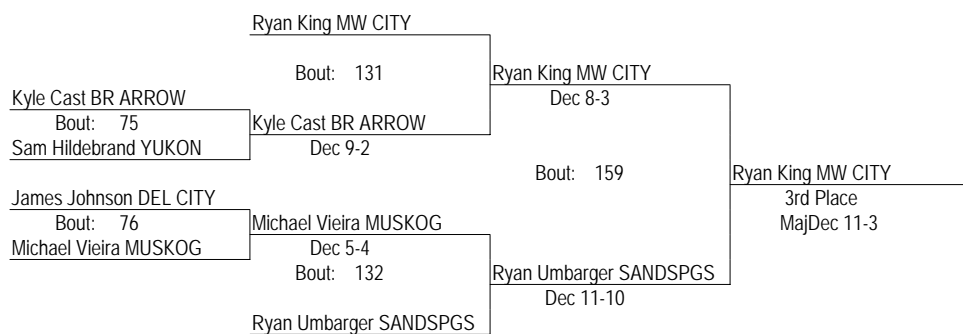 Ryan King MW CITY
Bout: 131
Ryan King MW CITY
Dec 8-3
Kyle Cast BR ARROW
Bout: 75
Kyle Cast BR ARROW
Sam Hildebrand YUKON
Dec 9-2
Bout: 159
Ryan King MW CITY
3rd Place
MajDec 11-3
James Johnson DEL CITY
Bout: 76
Michael Vieira MUSKOG
Michael Vieira MUSKOG
Dec 5-4
Bout: 132
Ryan Umbarger SANDSPGS
Dec 11-10
Ryan Umbarger SANDSPGS